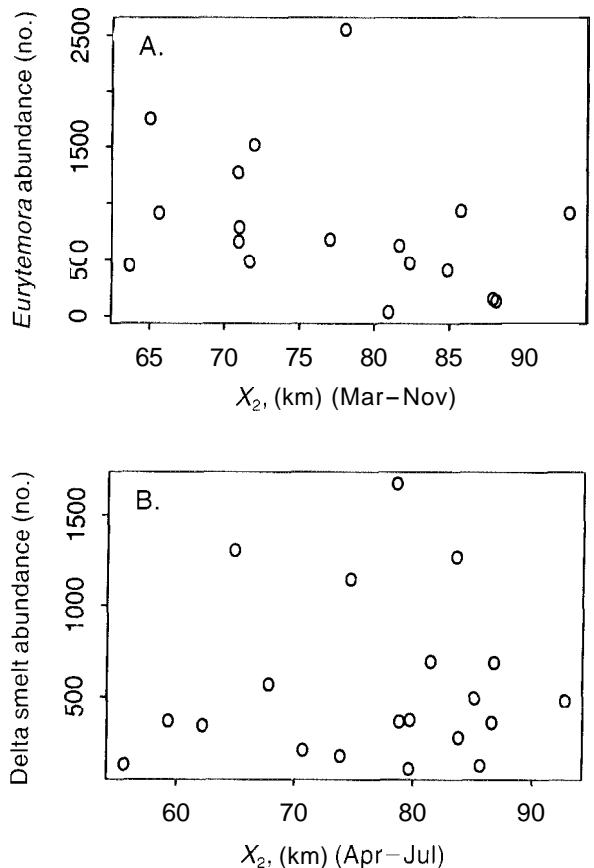 A.
Eurytemora abundance (no.)
2500
1500
500
0
65 70 75 80 85 90
X2, (km) (Mar–Nov)
B.
Delta smelt abundance (no.)
1500
1000
500
60 70 80 90
X2, (km) (Apr–Jul)